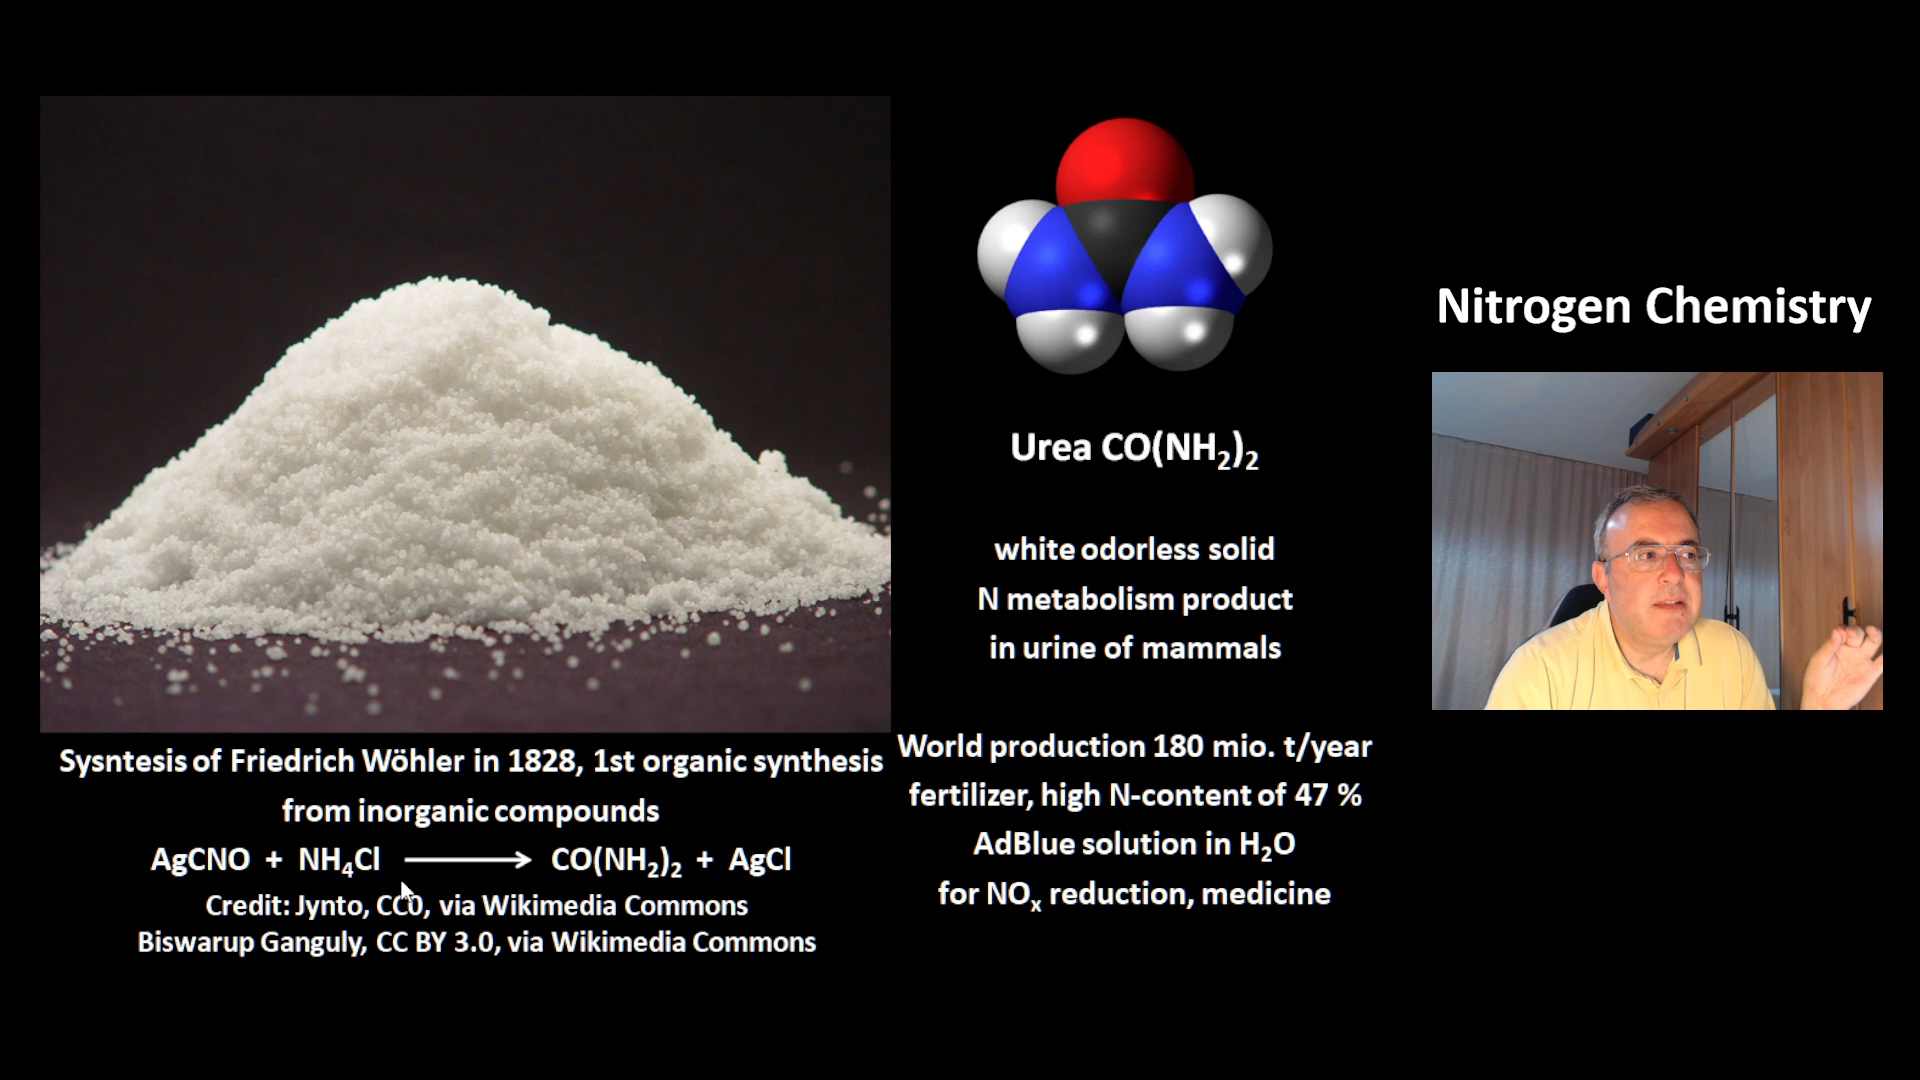 Nitrogen Chemistry
Urea CO(NH₂)₂
white odorless solid
N metabolism product
in urine of mammals
World production 180 mio. t/year
fertilizer, high N-content of 47 %
AdBlue solution in H₂O
for NOₓ reduction, medicine
Sysntesis of Friedrich Wöhler in 1828, 1st organic synthesis
from inorganic compounds
AgCNO + NH₄Cl ⟶ CO(NH₂)₂ + AgCl
Credit: Jynto, CC0, via Wikimedia Commons
Biswarup Ganguly, CC BY 3.0, via Wikimedia Commons